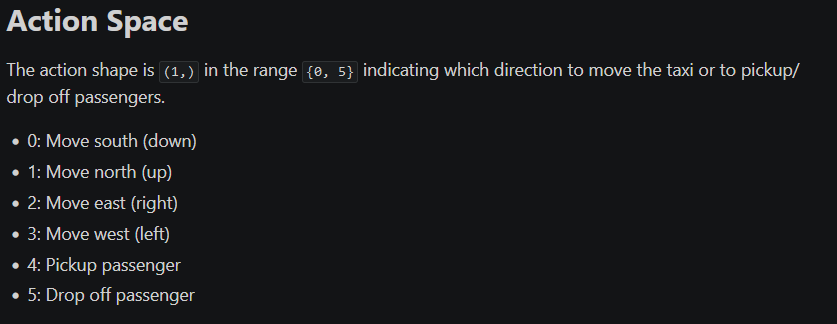 Action Space
The action shape is (1,) in the range {0, 5} indicating which direction to move the taxi or to pickup/
drop off passengers.
• 0: Move south (down)
• 1: Move north (up)
• 2: Move east (right)
• 3: Move west (left)
• 4: Pickup passenger
• 5: Drop off passenger